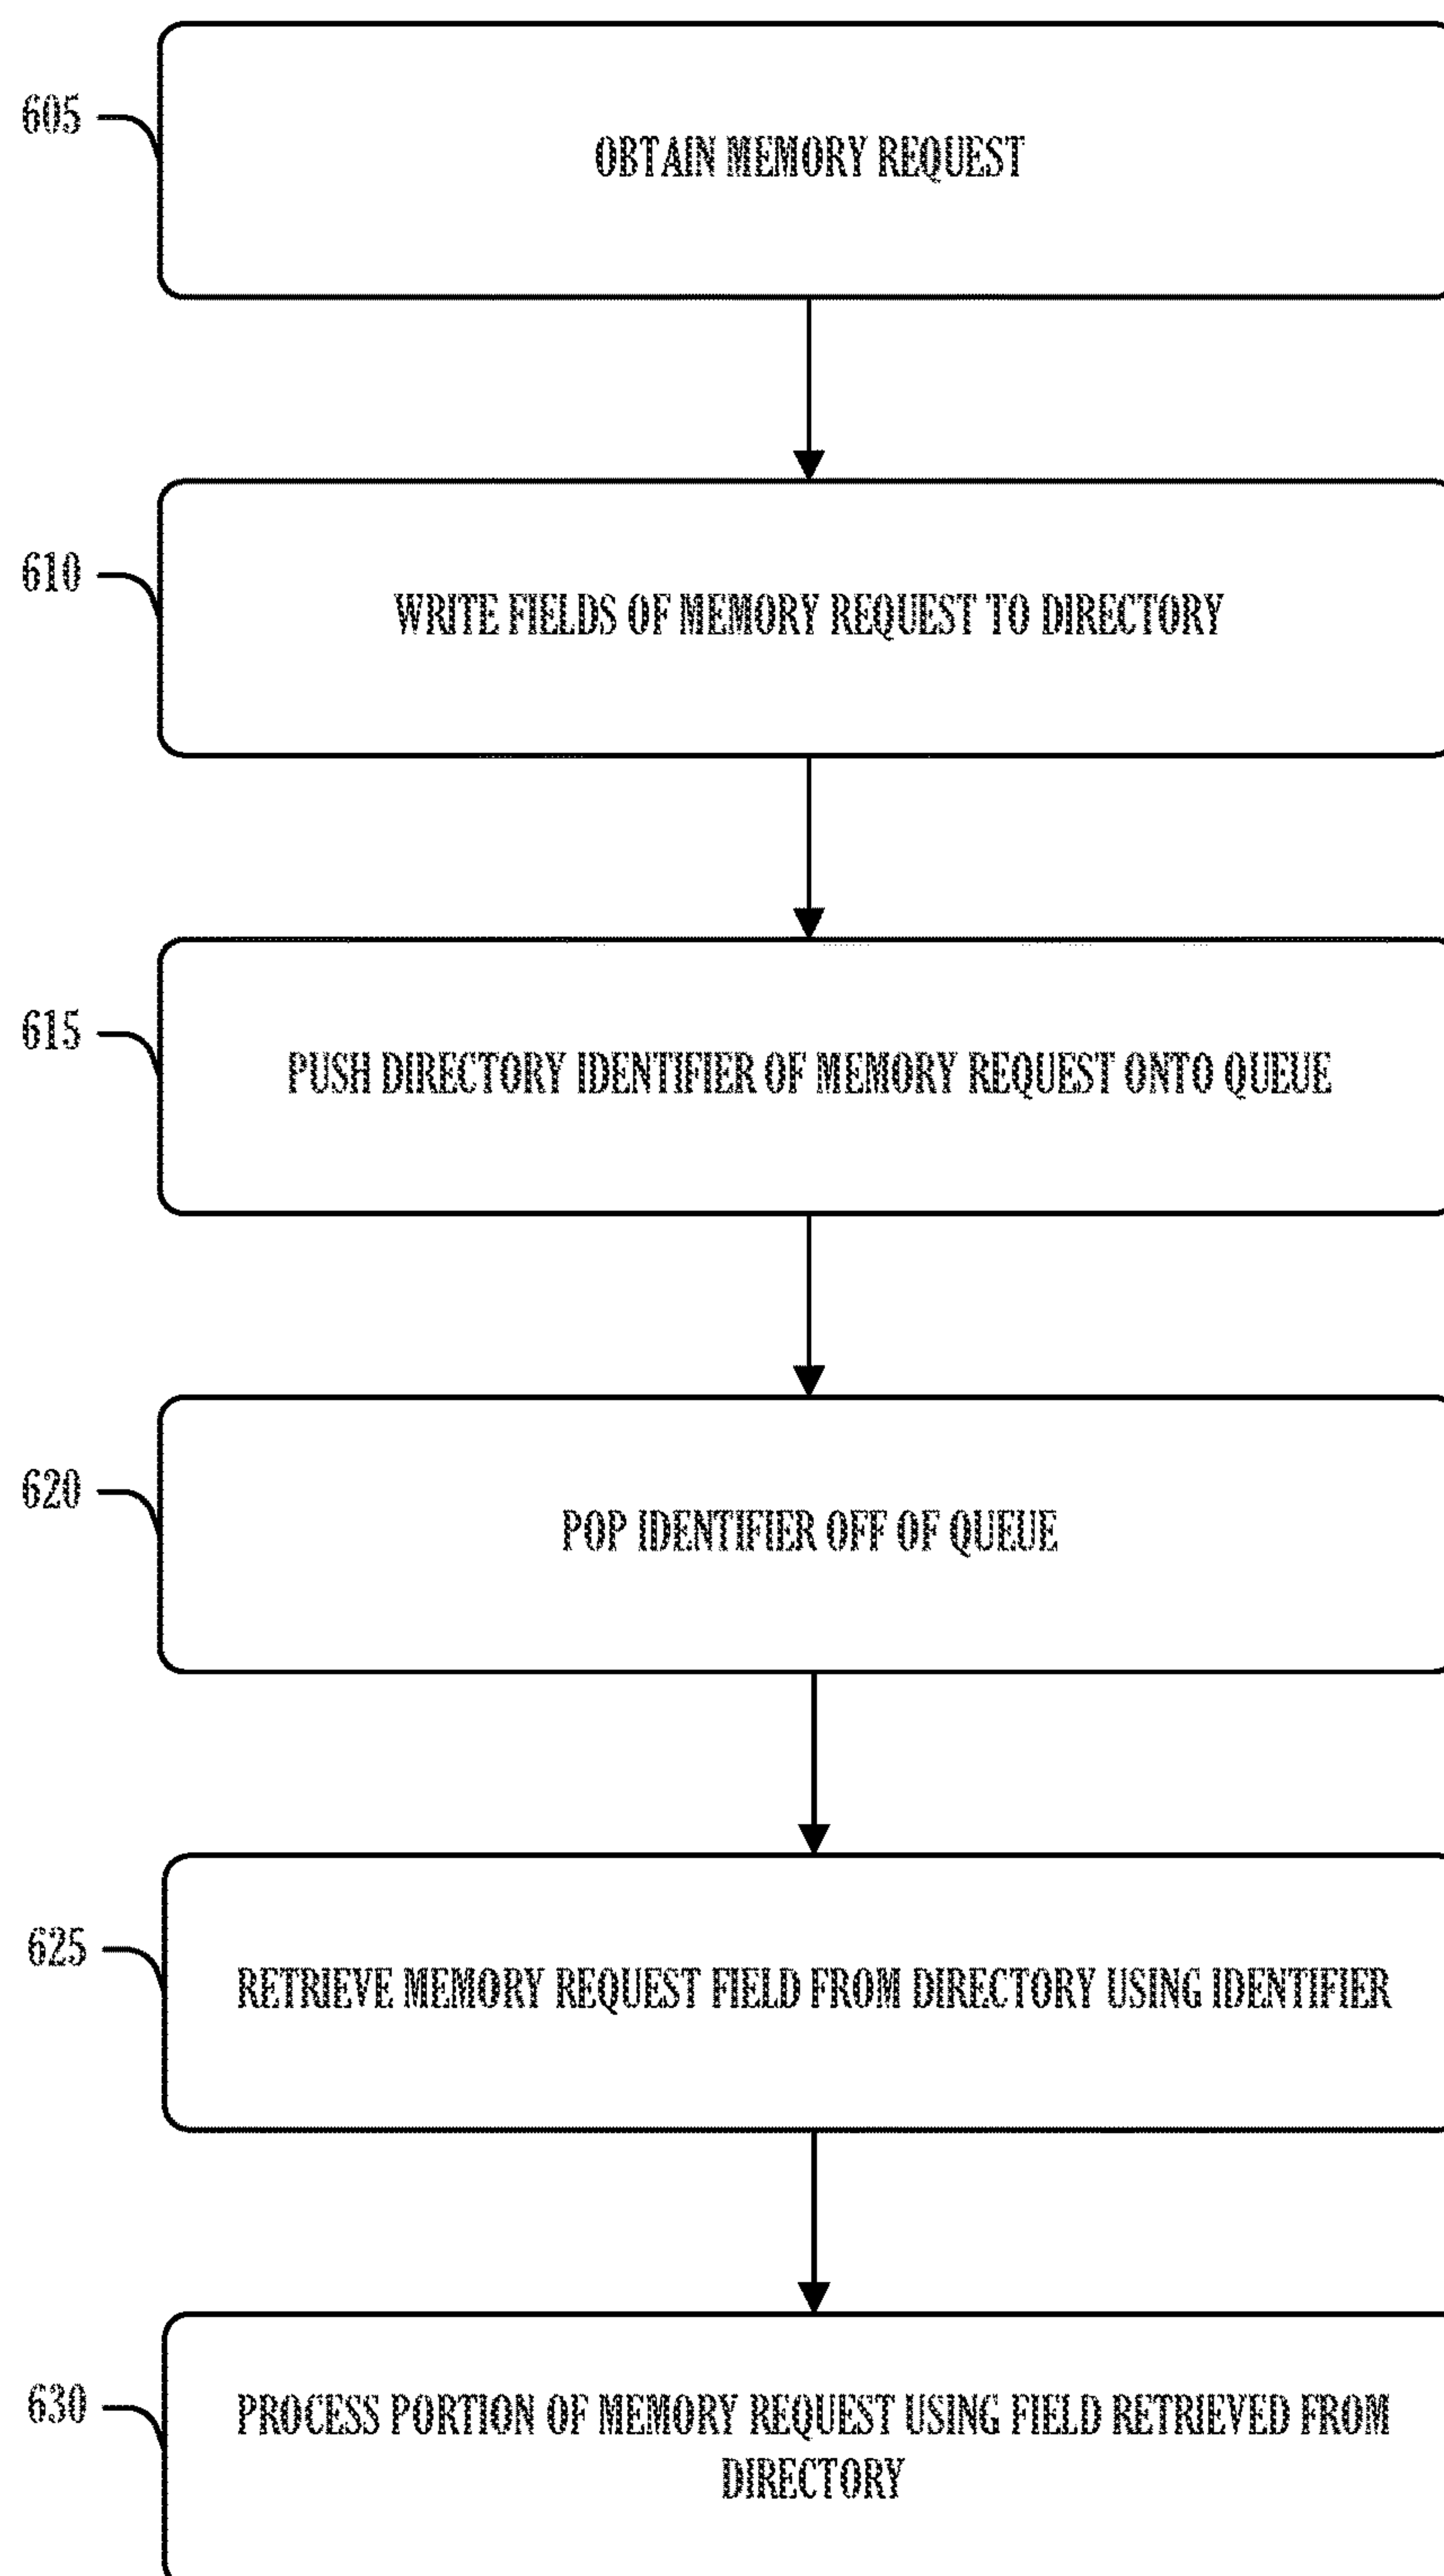 605
OBTAIN MEMORY REQUEST
610
WRITE FIELDS OF MEMORY REQUEST TO DIRECTORY
615
PUSH DIRECTORY IDENTIFIER OF MEMORY REQUEST ONTO QUEUE
620
POP IDENTIFIER OFF OF QUEUE
625
RETRIEVE MEMORY REQUEST FIELD FROM DIRECTORY USING IDENTIFIER
630
PROCESS PORTION OF MEMORY REQUEST USING FIELD RETRIEVED FROM
DIRECTORY